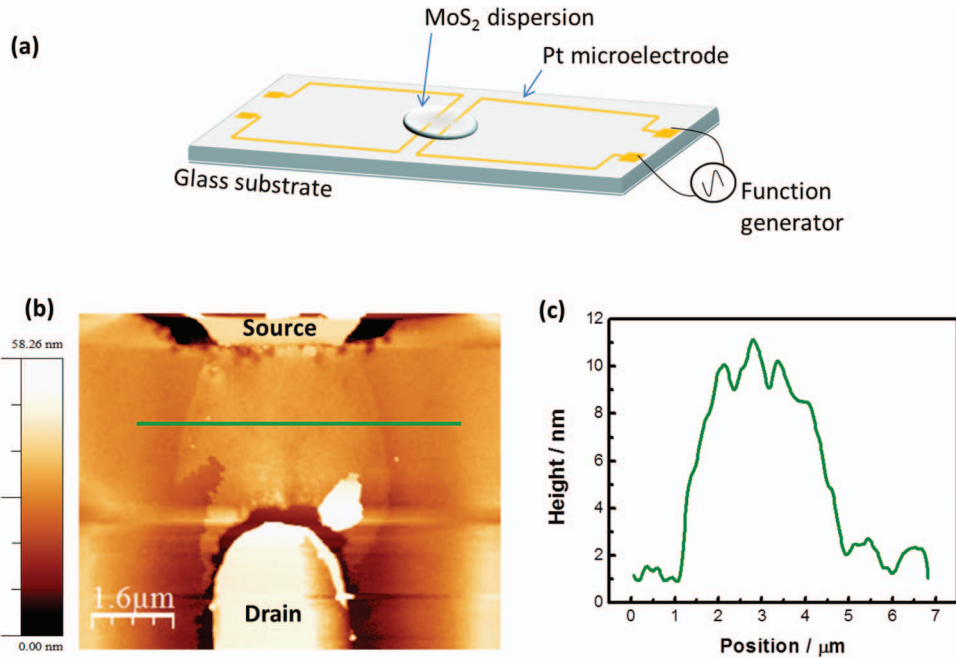 (a)
MoS₂ dispersion
Pt microelectrode
Glass substrate
Function
generator
(b)
58.26 nm
0.00 nm
Source
Drain
1.6μm
(c)
Height / nm
12
10
8
6
4
2
0
0 1 2 3 4 5 6 7
Position / μm